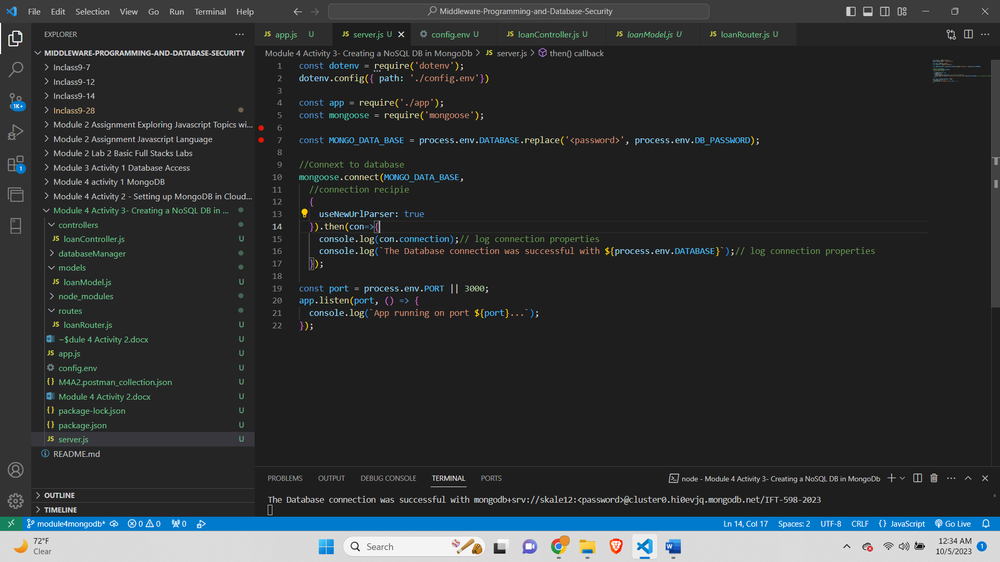 File Edit Selection View Go Run Terminal Help
Middleware-Programming-and-Database-Security
EXPLORER
MIDDLEWARE-PROGRAMMING-AND-DATABASE-SECURITY
Inclass9-7
Inclass9-12
Inclass9-14
Inclass9-28
Module 2 Assignment Exploring Javascript Topics wi...
Module 2 Assignment Javascript Language
Module 2 Lab 2 Basic Full Stacks Labs
Module 3 Activity 1 Database Access
Module 4 activity 1 MongoDB
Module 4 Activity 2 - Setting up MongoDB in Cloud...
Module 4 Activity 3- Creating a NoSQL DB in ...
controllers
JS loanController.js U
databaseManager
models
JS loanModel.js U
node_modules
routes
JS loanRouter.js U
~$dule 4 Activity 2.docx U
JS app.js U
config.env U
{} M4A2.postman_collection.json U
Module 4 Activity 2.docx U
{} package-lock.json U
{} package.json U
JS server.js U
README.md
OUTLINE
TIMELINE
1K+
1
JS app.js U
JS server.js U
config.env U
JS loanController.js U
JS loanModel.js U
JS loanRouter.js U
Module 4 Activity 3- Creating a NoSQL DB in MongoDb > JS server.js > then() callback
1 const dotenv = require('dotenv');
2 dotenv.config({ path: './config.env'})
3
4 const app = require('./app');
5 const mongoose = require('mongoose');
6
7 const MONGO_DATA_BASE = process.env.DATABASE.replace('<password>', process.env.DB_PASSWORD);
8
9 //Connext to database
10 mongoose.connect(MONGO_DATA_BASE,
11 //connection recipie
12 {
13 useNewUrlParser: true
14 }).then(con=>{
15 console.log(con.connection);// log connection properties
16 console.log(`The Database connection was successful with ${process.env.DATABASE}`);// log connection properties
17 });
18
19 const port = process.env.PORT || 3000;
20 app.listen(port, () => {
21 console.log(`App running on port ${port}...`);
22 });
PROBLEMS OUTPUT DEBUG CONSOLE TERMINAL PORTS
node - Module 4 Activity 3- Creating a NoSQL DB in MongoDb
The Database connection was successful with mongodb+srv://skale12:<password>@cluster0.hi0evjq.mongodb.net/IFT-598-2023
module4mongodb* 0 0 0
Ln 14, Col 17 Spaces: 2 UTF-8 CRLF {} JavaScript Go Live
72°F
Clear
Search
12:34 AM
10/5/2023
1